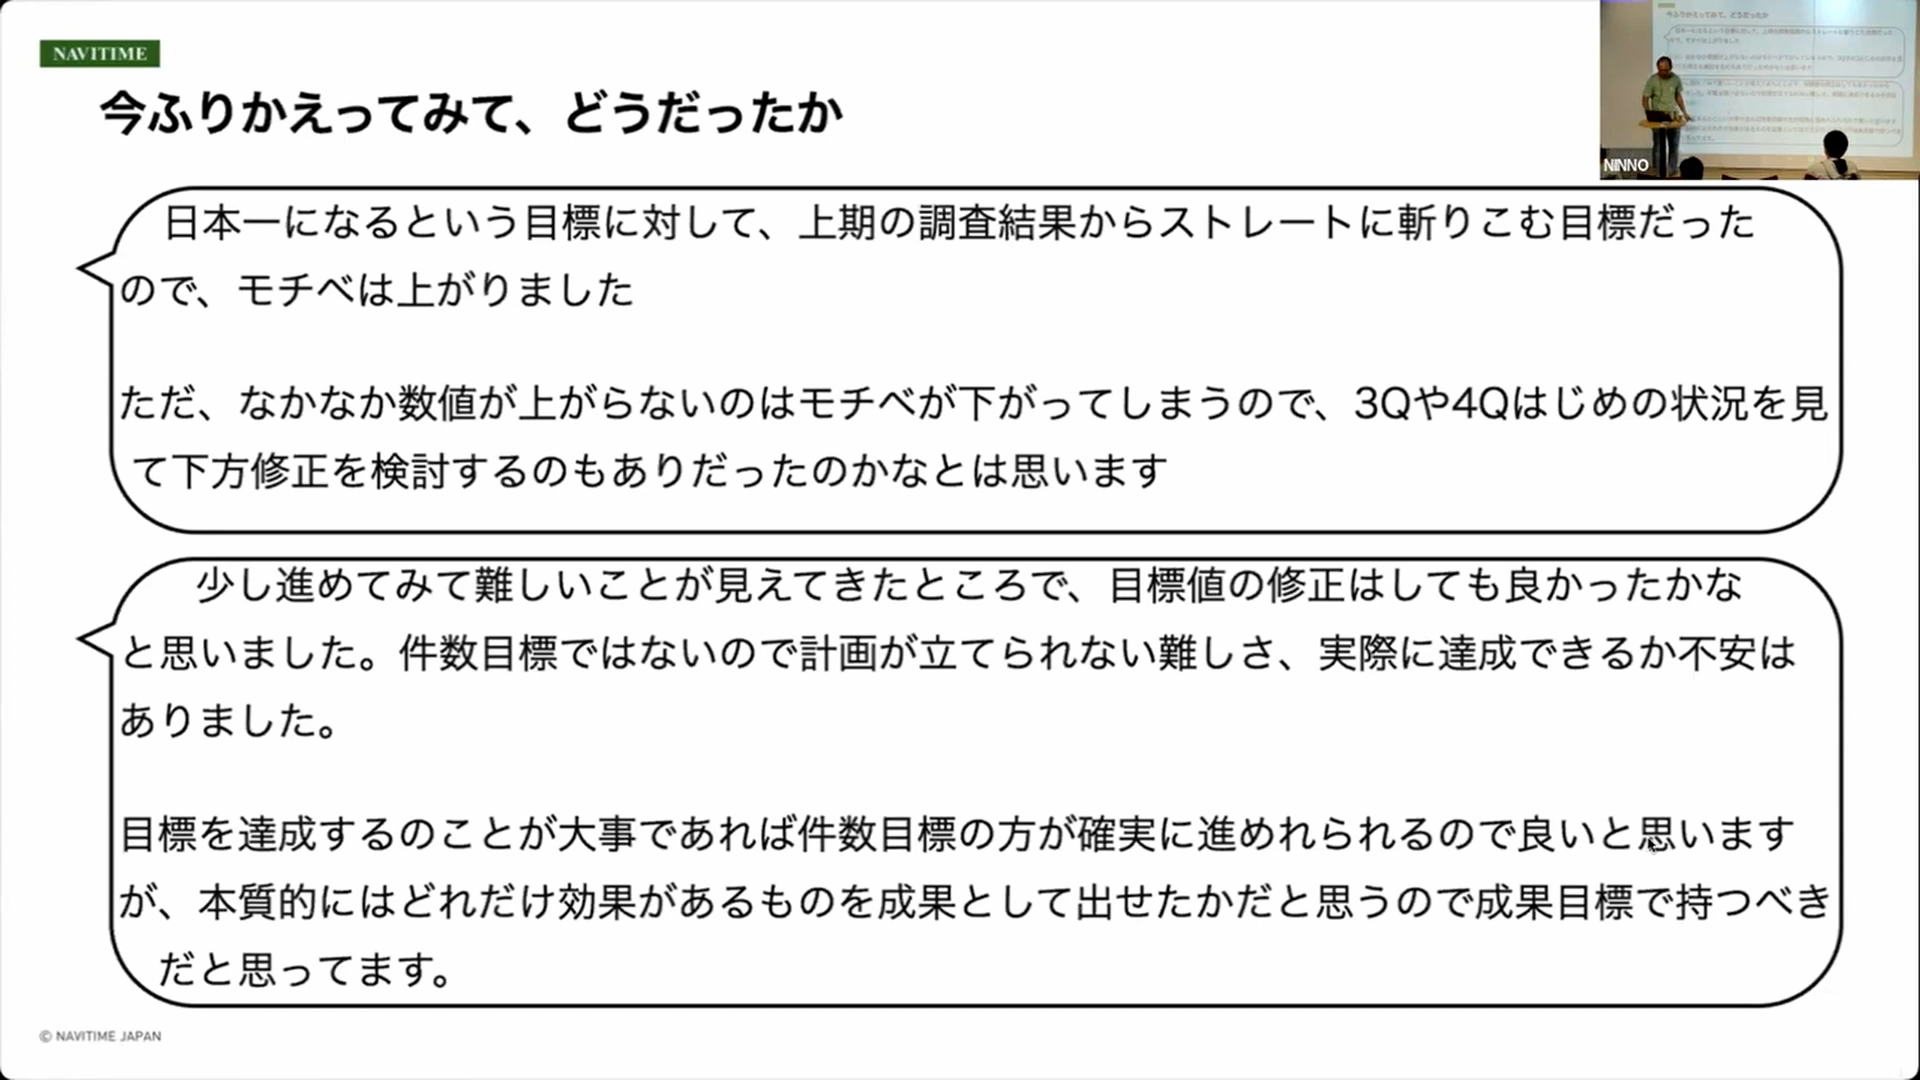 NAVITIME
今ふりかえってみて、どうだったか
日本一になるという目標に対して、上期の調査結果からストレートに斬りこむ目標だった
ので、モチベは上がりました
ただ、なかなか数値が上がらないのはモチベが下がってしまうので、3Qや4Qはじめの状況を見
て下方修正を検討するのもありだったのかなとは思います
少し進めてみて難しいことが見えてきたところで、目標値の修正はしても良かったかな
と思いました。件数目標ではないので計画が立てられない難しさ、実際に達成できるか不安は
ありました。
目標を達成するのことが大事であれば件数目標の方が確実に進めれられるので良いと思います
が、本質的にはどれだけ効果があるものを成果として出せたかだと思うので成果目標で持つべき
だと思ってます。
© NAVITIME JAPAN
今ふりかえってみて、どうだったか
NINNO